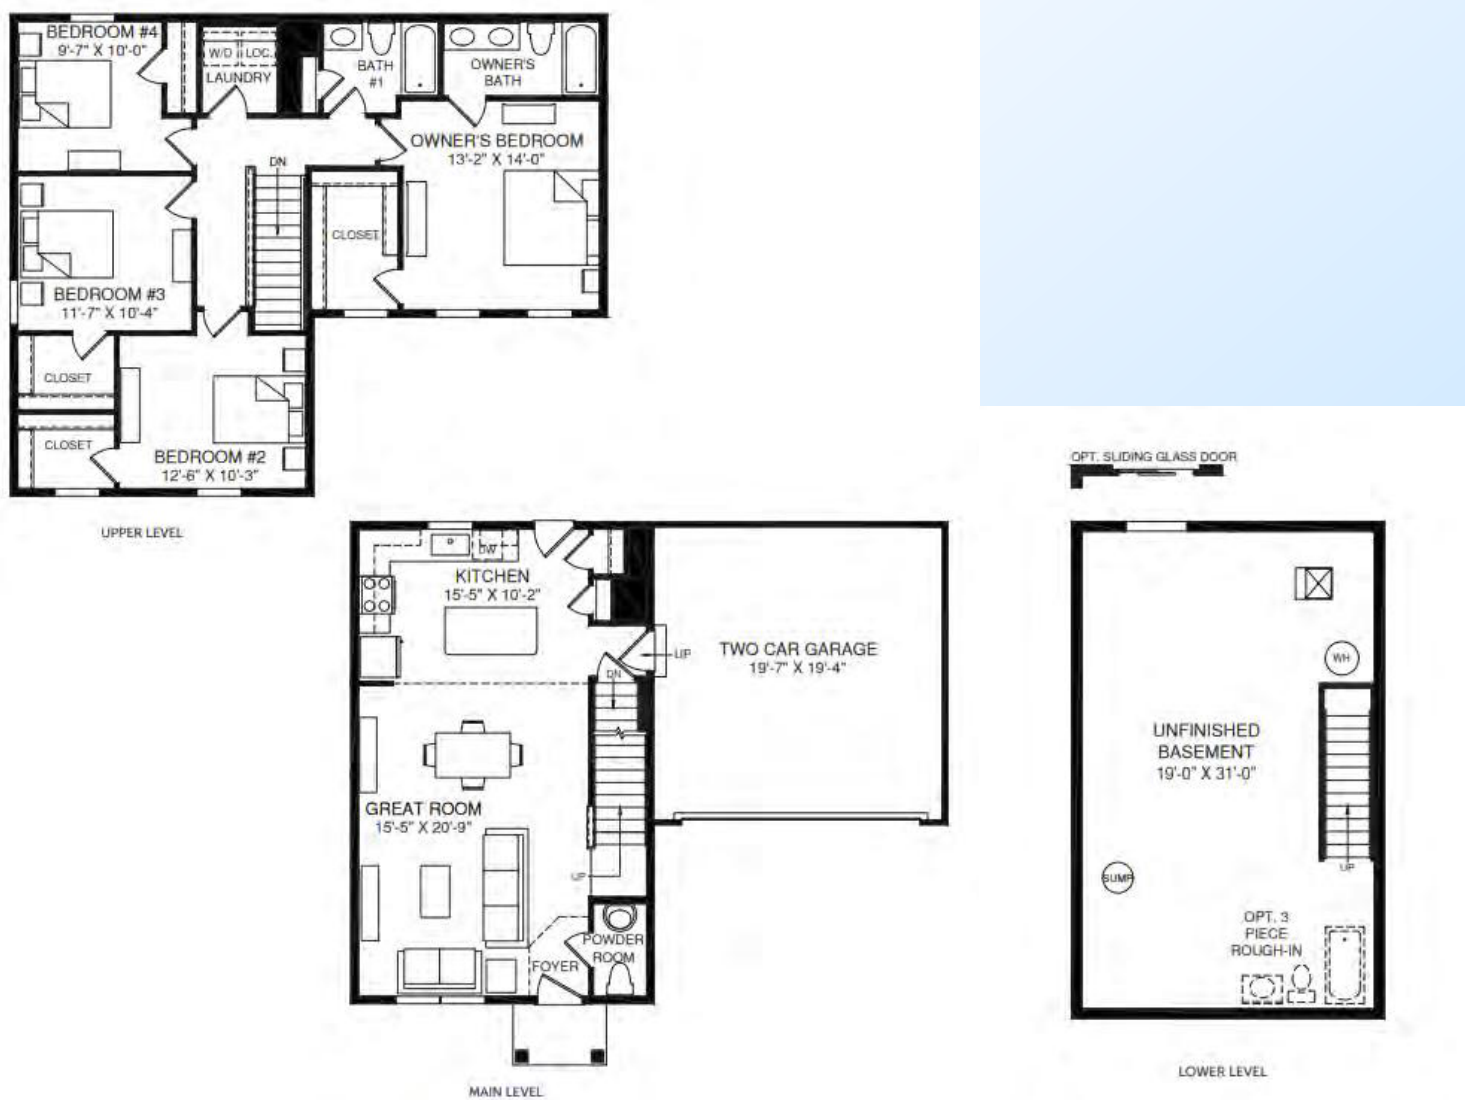 BEDROOM #4
9'-7" X 10'-0"
W/D LOC.
LAUNDRY
BATH
#1
OWNER'S
BATH
OWNER'S BEDROOM
13'-2" X 14'-0"
DN
CLOSET
BEDROOM #3
11'-7" X 10'-4"
CLOSET
CLOSET
BEDROOM #2
12'-6" X 10'-3"
UPPER LEVEL
OPT. SLIDING GLASS DOOR
DW
KITCHEN
15'-5" X 10'-2"
UP
DN
TWO CAR GARAGE
19'-7" X 19'-4"
GREAT ROOM
15'-5" X 20'-9"
UP
POWDER
ROOM
FOYER
MAIN LEVEL
WH
UNFINISHED
BASEMENT
19'-0" X 31'-0"
UP
SUMP
OPT. 3
PIECE
ROUGH-IN
LOWER LEVEL